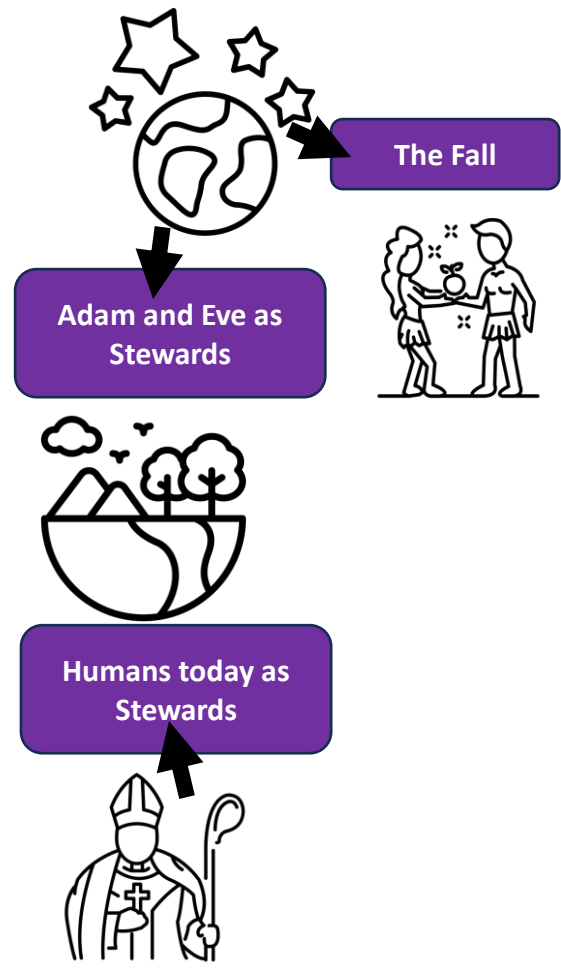 The Fall
Adam and Eve as
Stewards
Humans today as
Stewards